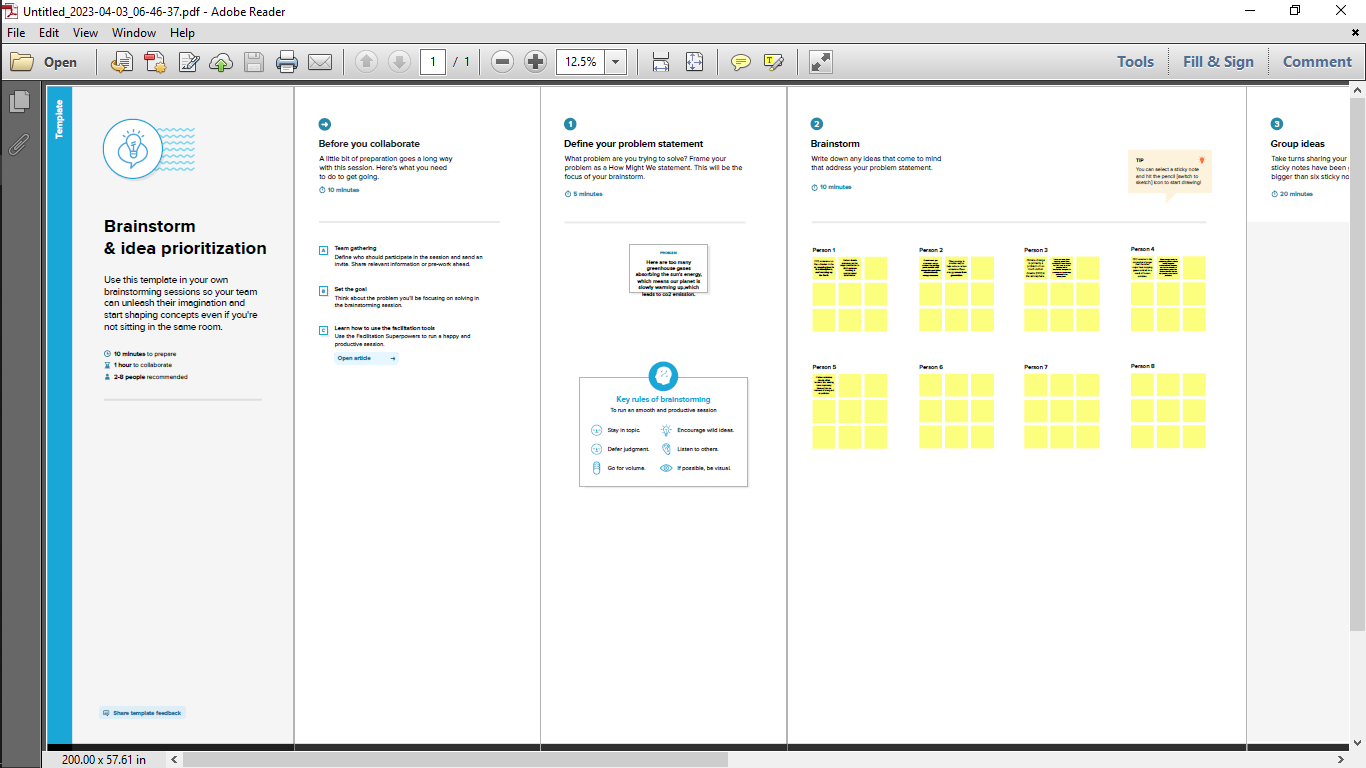 Untitled_2023-04-03_06-46-37.pdf - Adobe Reader
File Edit View Window Help
Open
1 / 1
12.5%
Tools Fill & Sign Comment
Template
Brainstorm
& idea prioritization
Use this template in your own
brainstorming sessions so your team
can unleash their imagination and
start shaping concepts even if you're
not sitting in the same room.
10 minutes to prepare
1 hour to collaborate
2-8 people recommended
Share template feedback
Before you collaborate
A little bit of preparation goes a long way
with this session. Here's what you need
to do to get going.
10 minutes
A
Team gathering
Define who should participate in the session and send an
invite. Share relevant information or pre-work ahead.
B
Set the goal
Think about the problem you'll be focusing on solving in
the brainstorming session.
C
Learn how to use the facilitation tools
Use the Facilitation Superpowers to run a happy and
productive session.
Open article
1
Define your problem statement
What problem are you trying to solve? Frame your
problem as a How Might We statement. This will be the
focus of your brainstorm.
5 minutes
PROBLEM
Here are too many
greenhouse gases
absorbing the sun's energy,
which means our planet is
slowly warming up,which
leads to co2 emission.
Key rules of brainstorming
To run an smooth and productive session
Stay in topic. Encourage wild ideas.
Defer judgment. Listen to others.
Go for volume. If possible, be visual.
2
Brainstorm
Write down any ideas that come to mind
that address your problem statement.
10 minutes
TIP
You can select a sticky note
and hit the pencil [switch to
sketch] icon to start drawing!
Person 1 Person 2 Person 3 Person 4
Person 5 Person 6 Person 7 Person 8
3
Group ideas
Take turns sharing your
sticky notes have been
bigger than six sticky no
20 minutes
200.00 x 57.61 in